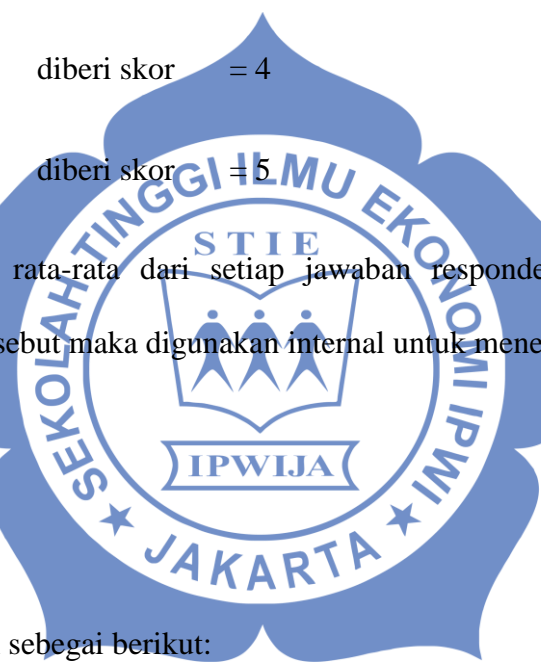 diberi skor = 4
diberi skor = 5
SEKOLAH TINGGI ILMU EKONOMI IPWI
STIE
rata-rata dari setiap jawaban responde
sebut maka digunakan internal untuk mene
IPWIJA
JAKARTA
sebegai berikut: